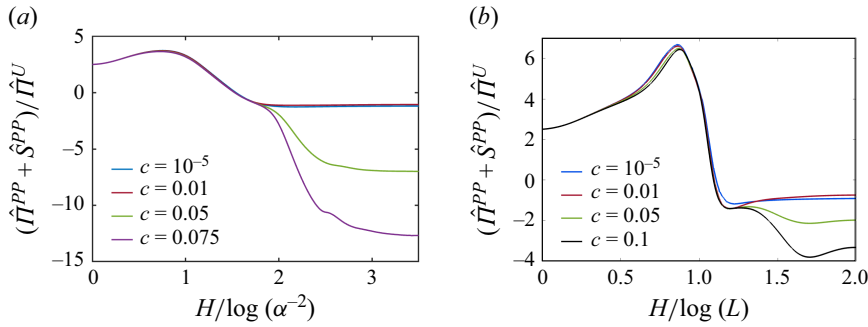 (a)
(Π̂^PP + Ŝ^PP)/Π̂^U
5
0
−5
−10
−15
c = 10^−5
c = 0.01
c = 0.05
c = 0.075
0
1
2
3
H/log (α^−2)
(b)
(Π̂^PP + Ŝ^PP)/Π̂^U
6
4
2
0
−2
−4
c = 10^−5
c = 0.01
c = 0.05
c = 0.1
0
0.5
1.0
1.5
2.0
H/log (L)